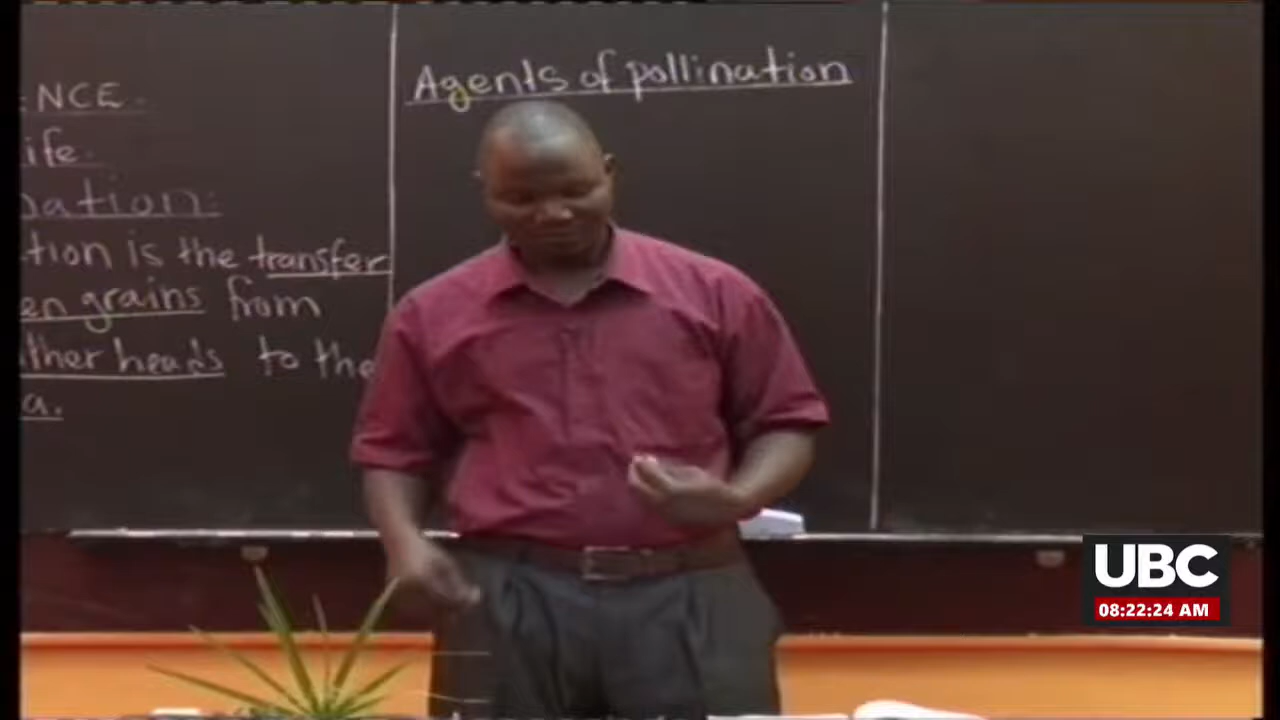 NCE.
ife.
ation:
tion is the transfer
en grains from
ther heads to the
a.
Agents of pollination
UBC
08:22:24 AM